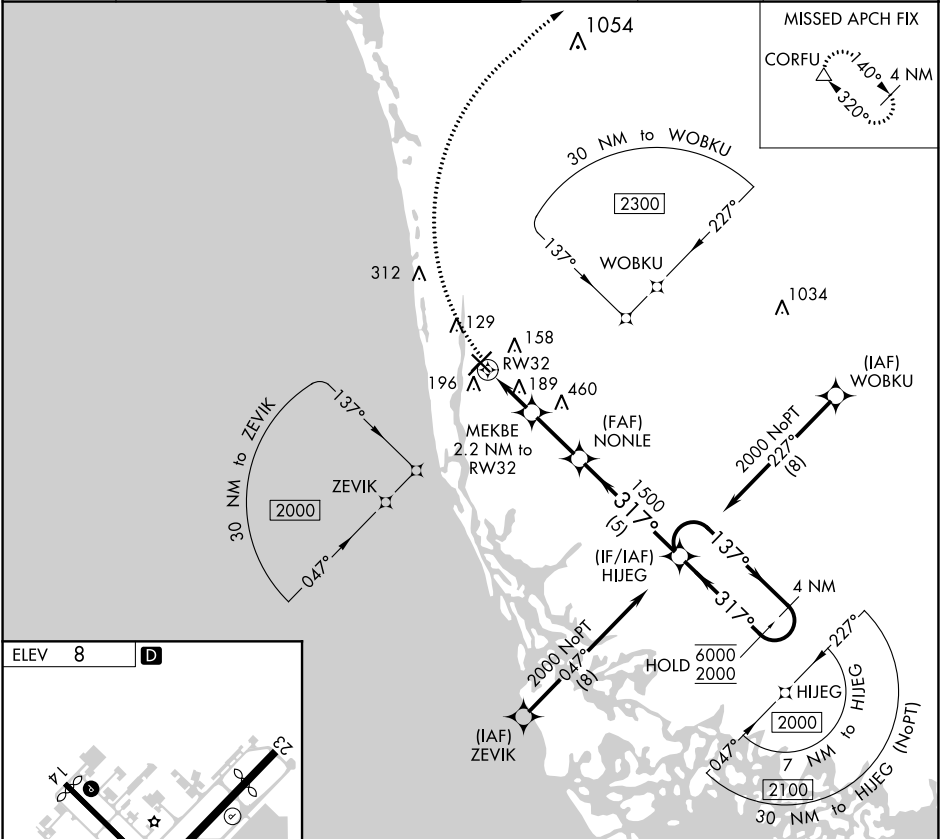 1054
MISSED APCH FIX
CORFU
140°
4 NM
320°
30 NM to WOBKU
2300
137°
227°
WOBKU
312
1034
129
158
RW32
196
189
460
(IAF)
WOBKU
MEKBE
2.2 NM to
RW32
(FAF)
NONLE
2000 NoPT
227°
(8)
137°
30 NM to ZEVIK
ZEVIK
2000
047°
1500
317°
(5)
(IF/IAF)
HIJEG
137°
4 NM
317°
HOLD
6000
2000
2000 NoPT
047°
(8)
(IAF)
ZEVIK
227°
HIJEG
2000
047°
7 NM to HIJEG
2100
30 NM to HIJEG (NoPT)
ELEV 8
D
14
23
P
P